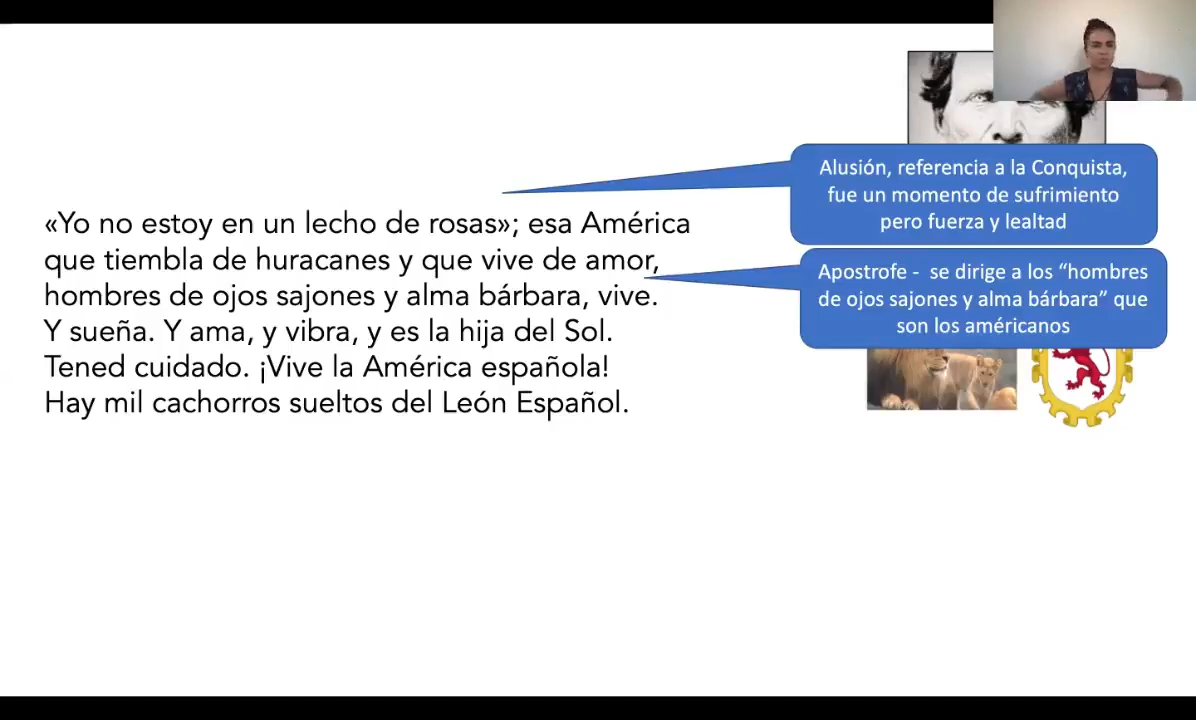 «Yo no estoy en un lecho de rosas»; esa América
que tiembla de huracanes y que vive de amor,
hombres de ojos sajones y alma bárbara, vive.
Y sueña. Y ama, y vibra, y es la hija del Sol.
Tened cuidado. ¡Vive la América española!
Hay mil cachorros sueltos del León Español.
Alusión, referencia a la Conquista,
fue un momento de sufrimiento
pero fuerza y lealtad
Apostrofe - se dirige a los “hombres
de ojos sajones y alma bárbara” que
son los américanos